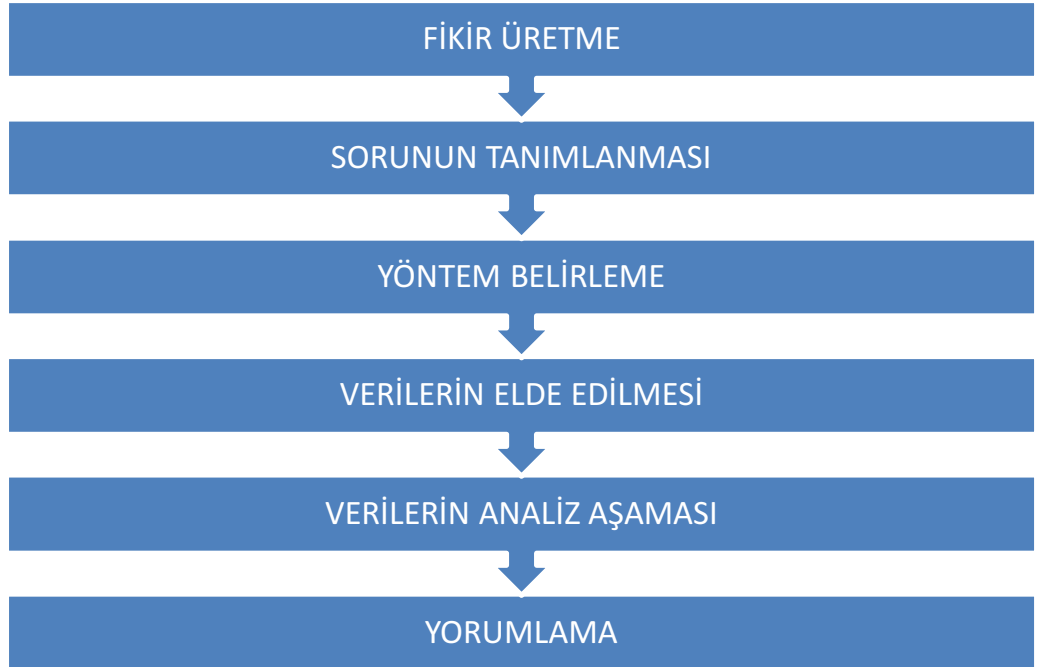 FİKİR ÜRETME
SORUNUN TANIMLANMASI
YÖNTEM BELİRLEME
VERİLERİN ELDE EDİLMESİ
VERİLERİN ANALİZ AŞAMASI
YORUMLAMA